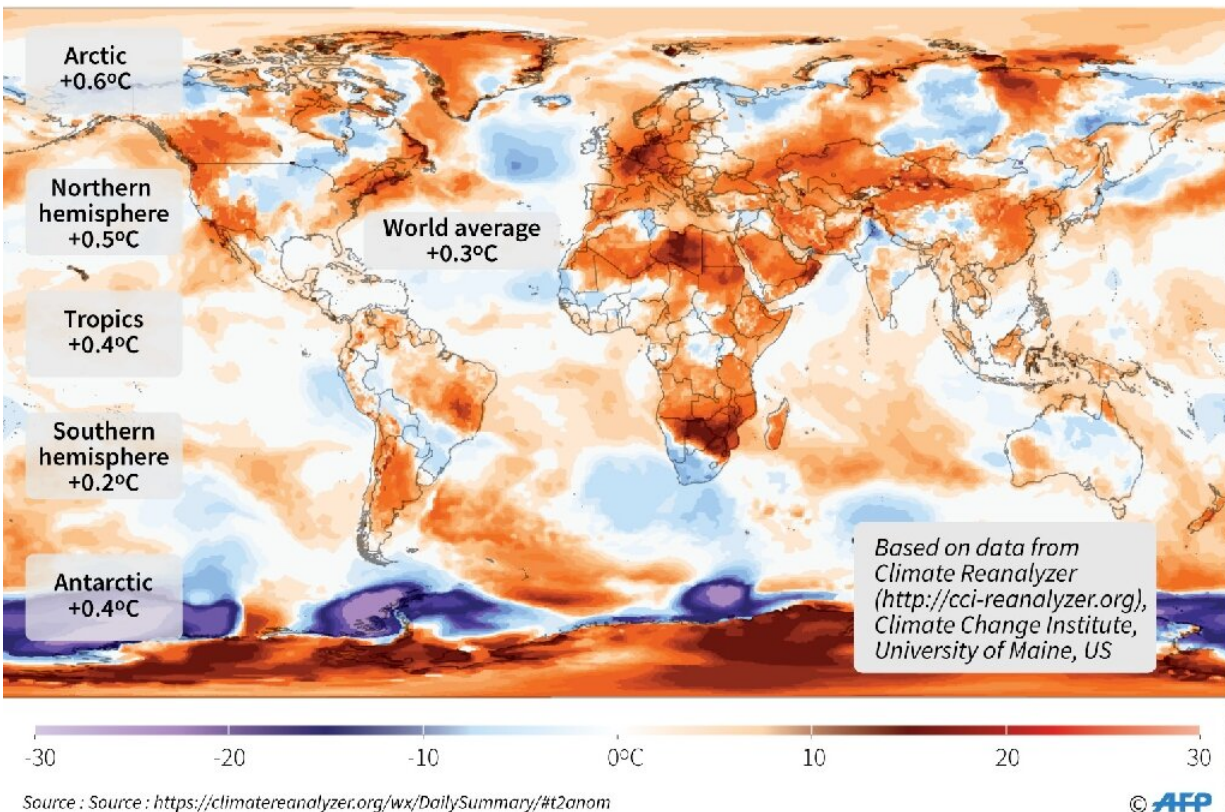 Arctic
+0.6ºC
Northern
hemisphere
+0.5ºC
World average
+0.3ºC
Tropics
+0.4ºC
Southern
hemisphere
+0.2ºC
Antarctic
+0.4ºC
Based on data from
Climate Reanalyzer
(http://cci-reanalyzer.org),
Climate Change Institute,
University of Maine, US
-30 -20 -10 0ºC 10 20 30
Source : Source : https://climatereanalyzer.org/wx/DailySummary/#t2anom
© AFP